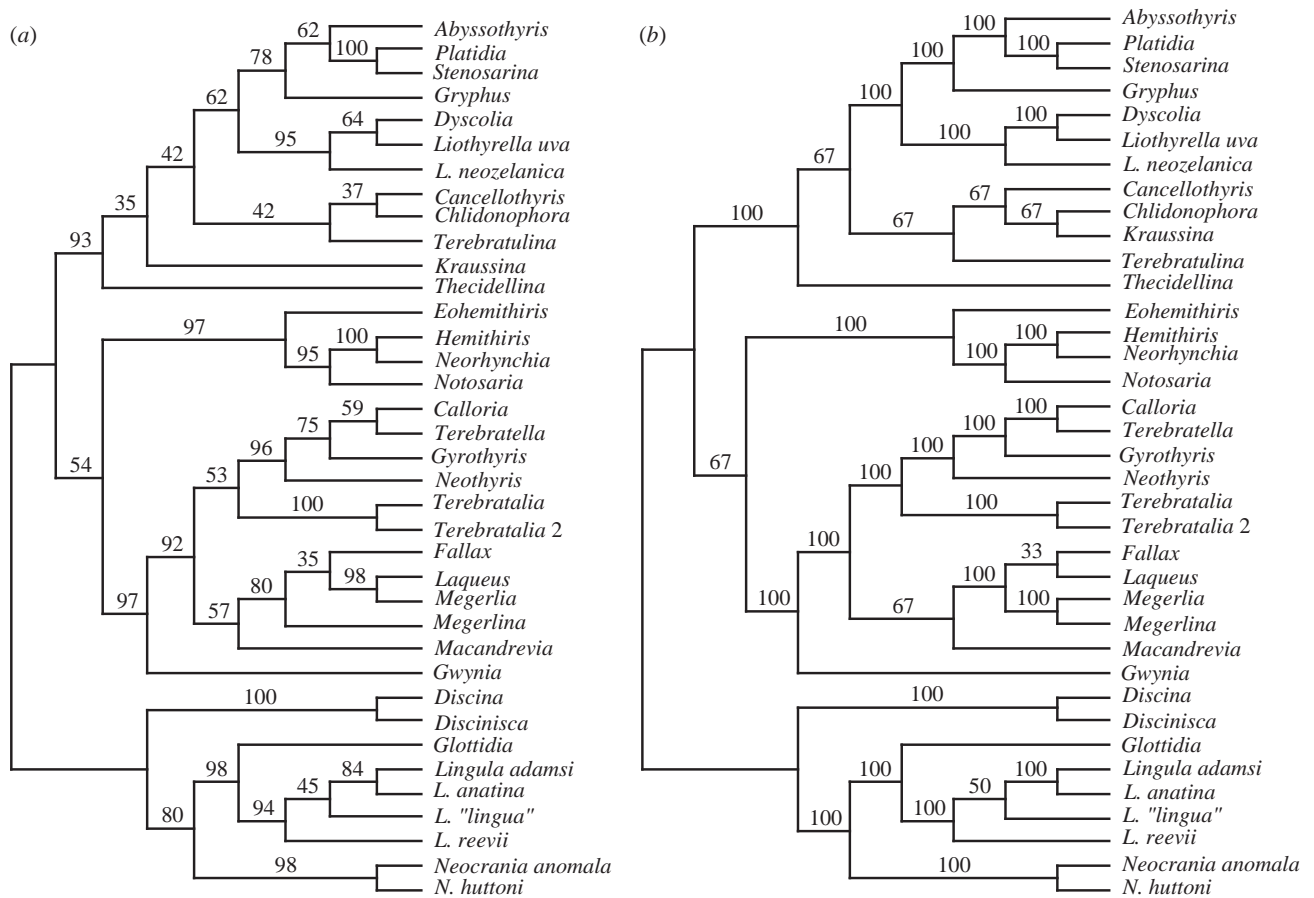 (a)
62
Abyssothyris
100
Platidia
78
Stenosarina
62
Gryphus
64
Dyscolia
95
Liothyrella uva
42
L. neozelanica
37
Cancellothyris
35
42
Chlidonophora
Terebratulina
93
Kraussina
Thecidellina
97
Eohemithiris
100
Hemithiris
95
Neorhynchia
Notosaria
59
Calloria
75
Terebratella
96
Gyrothyris
54
53
Neothyris
100
Terebratalia
Terebratalia 2
92
35
Fallax
98
Laqueus
80
Megerlia
97
57
Megerlina
Macandrevia
Gwynia
100
Discina
Discinisca
Glottidia
98
84
Lingula adamsi
45
L. anatina
94
L. "lingua"
80
L. reevii
98
Neocrania anomala
N. huttoni
(b)
100
Abyssothyris
100
Platidia
100
Stenosarina
100
Gryphus
100
Dyscolia
100
Liothyrella uva
67
L. neozelanica
67
Cancellothyris
67
Chlidonophora
100
67
Kraussina
Terebratulina
Thecidellina
100
Eohemithiris
100
Hemithiris
100
Neorhynchia
Notosaria
100
Calloria
100
Terebratella
100
Gyrothyris
67
100
Neothyris
100
Terebratalia
Terebratalia 2
100
33
Fallax
100
Laqueus
100
Megerlia
100
67
Megerlina
Macandrevia
Gwynia
100
Discina
Discinisca
Glottidia
100
100
Lingula adamsi
50
L. anatina
100
L. "lingua"
100
L. reevii
100
Neocrania anomala
N. huttoni